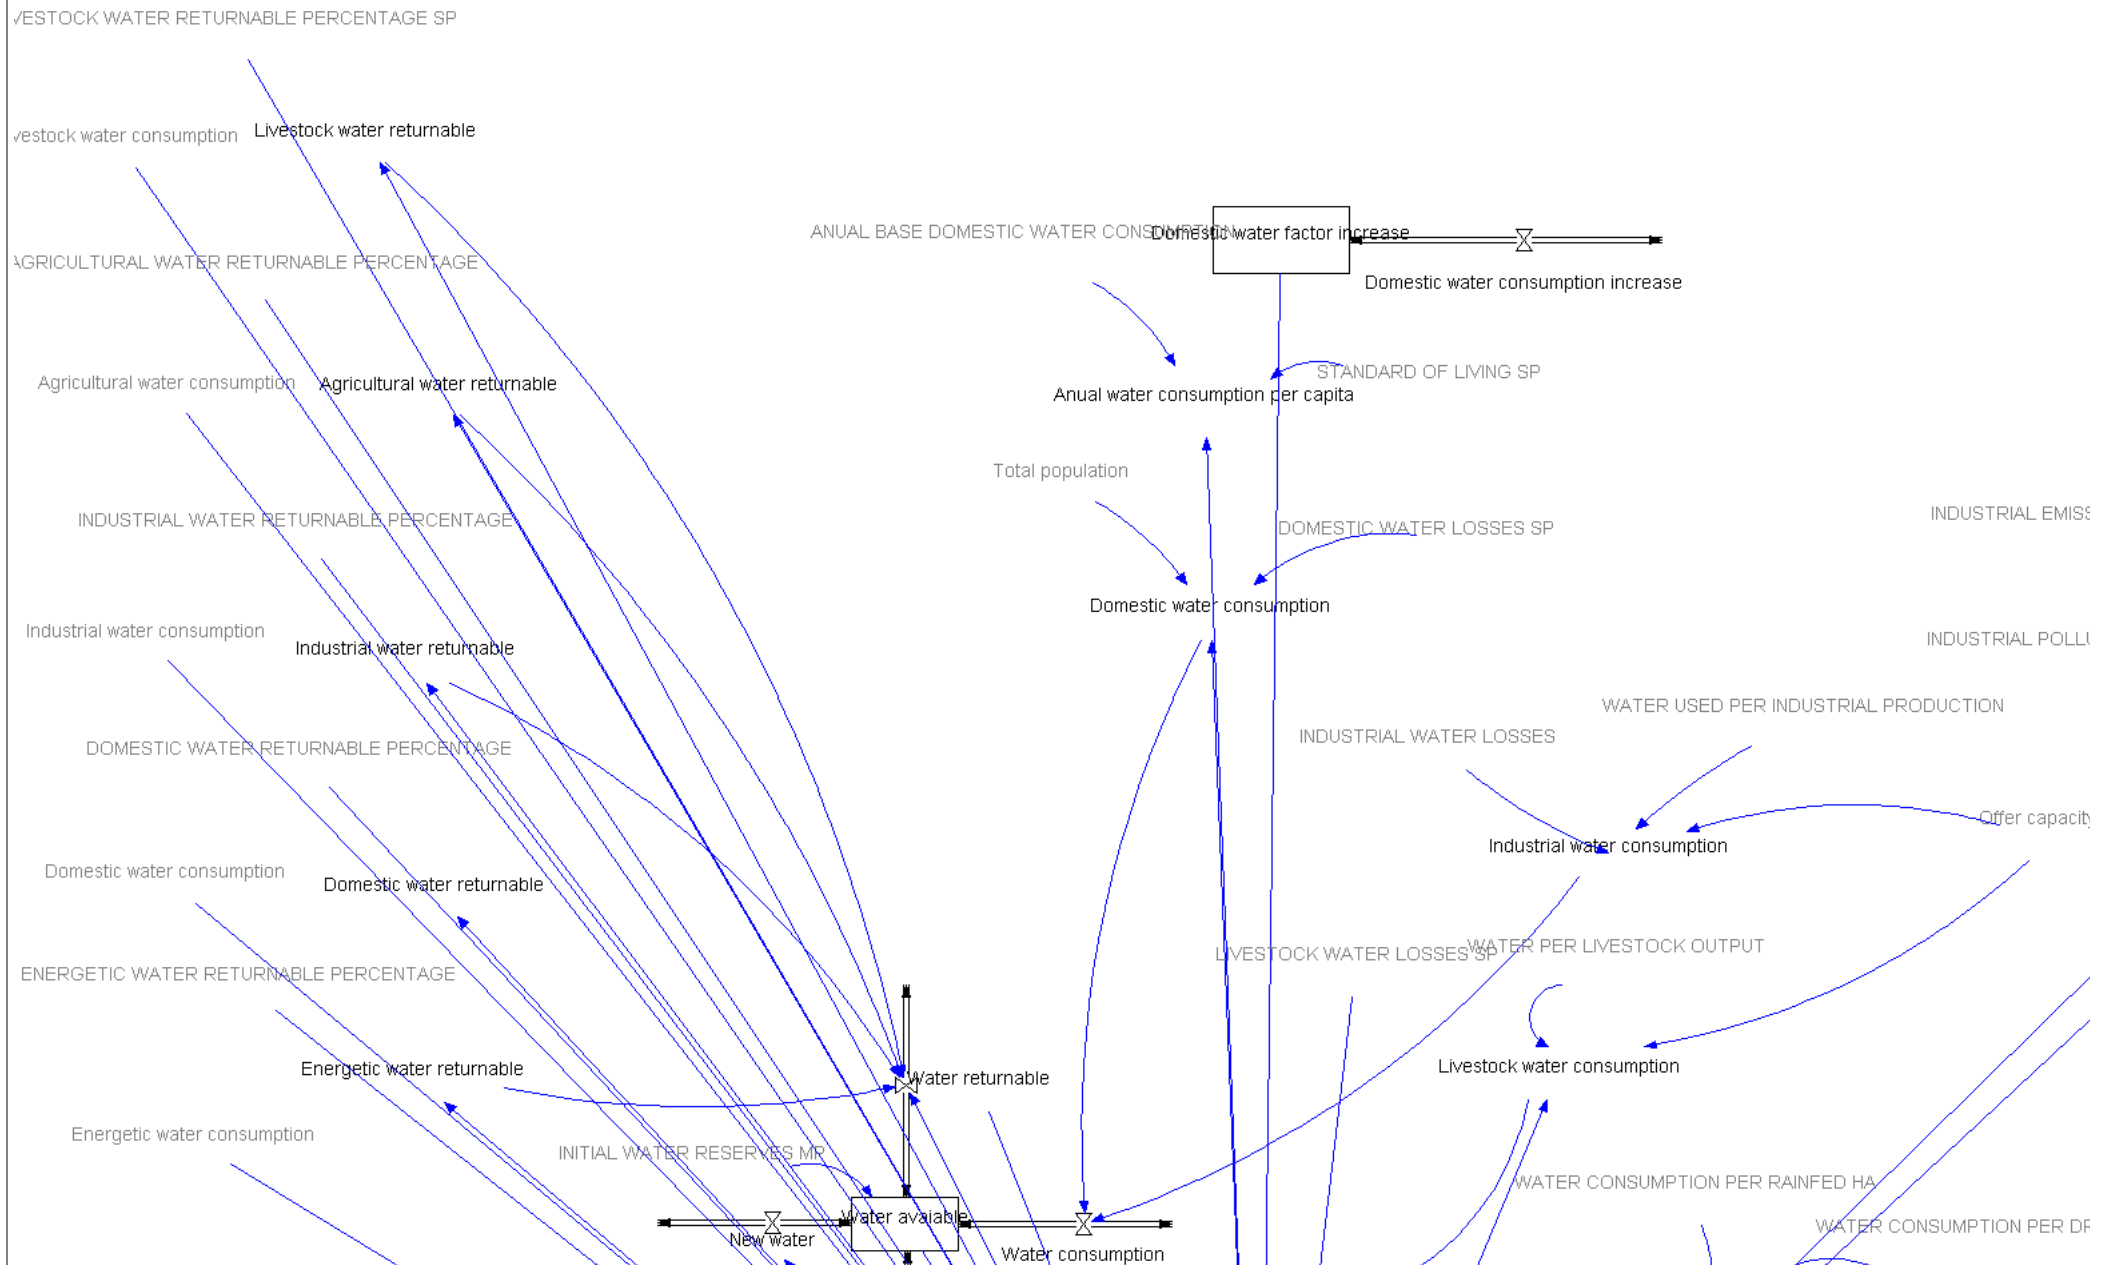 VESTOCK WATER RETURNABLE PERCENTAGE SP
vestock water consumption
Livestock water returnable
ANUAL BASE DOMESTIC WATER CONSUMPTION
Domestic water factor increase
AGRICULTURAL WATER RETURNABLE PERCENTAGE
Domestic water consumption increase
STANDARD OF LIVING SP
Agricultural water consumption
Agricultural water returnable
Anual water consumption per capita
Total population
INDUSTRIAL WATER RETURNABLE PERCENTAGE
DOMESTIC WATER LOSSES SP
INDUSTRIAL EMISS
Domestic water consumption
Industrial water consumption
Industrial water returnable
INDUSTRIAL POLLU
WATER USED PER INDUSTRIAL PRODUCTION
INDUSTRIAL WATER LOSSES
DOMESTIC WATER RETURNABLE PERCENTAGE
Offer capacity
Industrial water consumption
Domestic water consumption
Domestic water returnable
LIVESTOCK WATER LOSSES SP
WATER PER LIVESTOCK OUTPUT
ENERGETIC WATER RETURNABLE PERCENTAGE
Energetic water returnable
Water returnable
Livestock water consumption
Energetic water consumption
INITIAL WATER RESERVES MP
WATER CONSUMPTION PER RAINFED HA
Water avaiable
WATER CONSUMPTION PER DR
New water
Water consumption